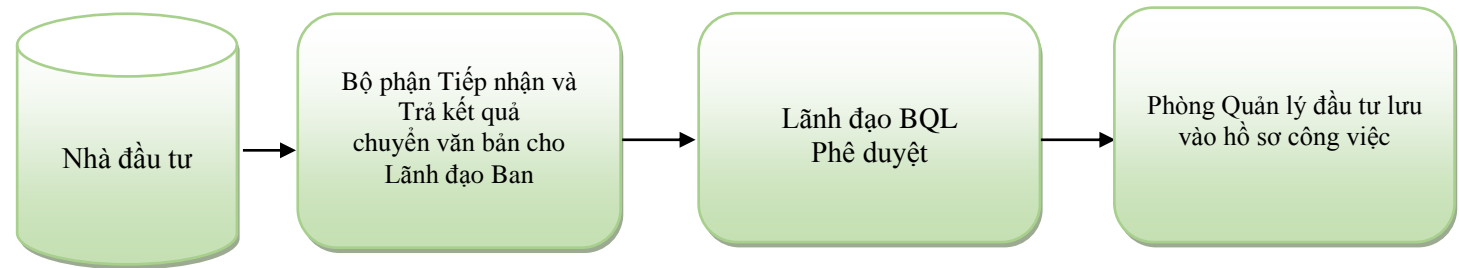 Nhà đầu tư
Bộ phận Tiếp nhận và
Trả kết quả
chuyển văn bản cho
Lãnh đạo Ban
Lãnh đạo BQL
Phê duyệt
Phòng Quản lý đầu tư lưu
vào hồ sơ công việc